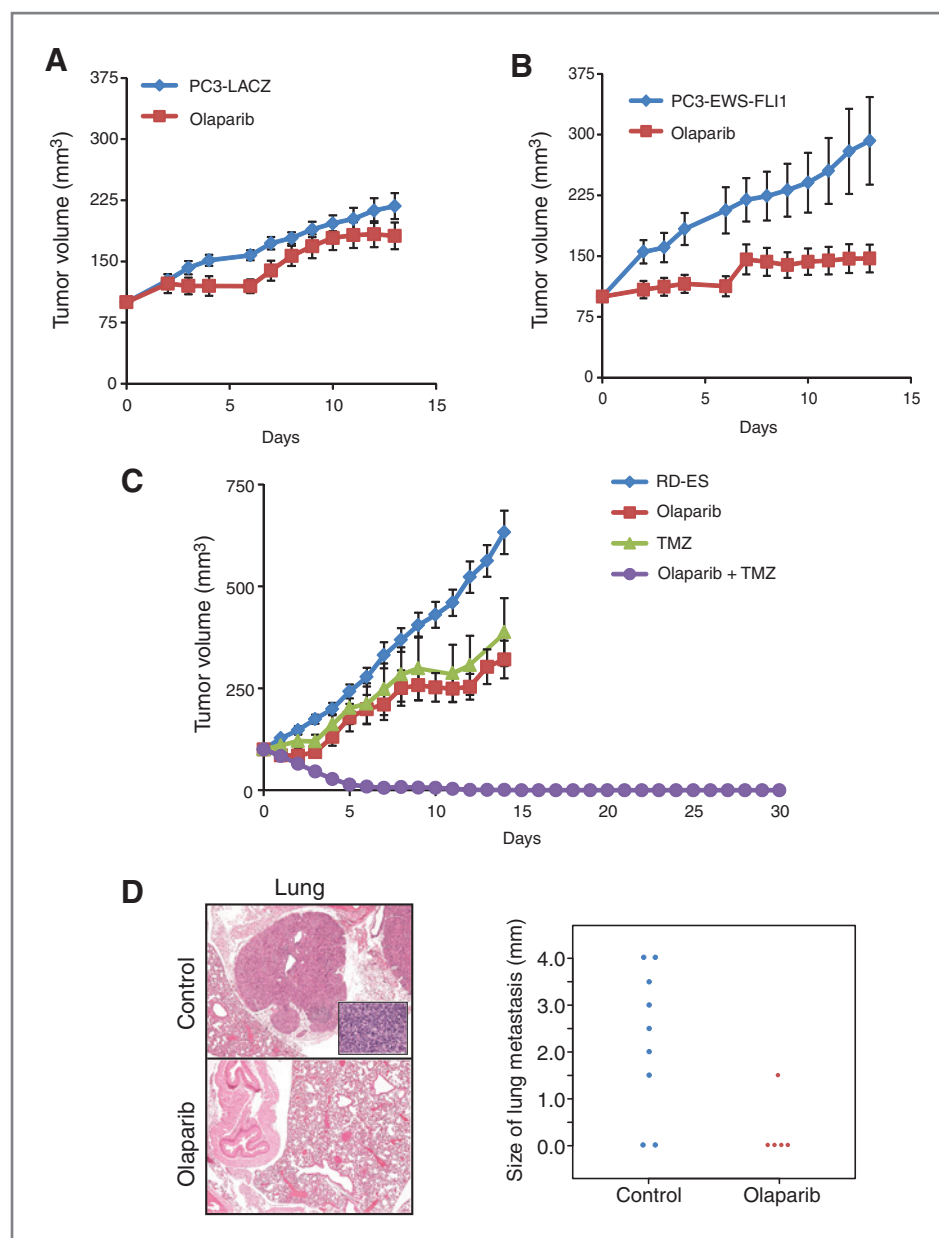 A
PC3-LACZ
Olaparib
Tumor volume (mm³)
375
300
225
150
75
0
0
5
10
15
Days
B
PC3-EWS-FLI1
Olaparib
Tumor volume (mm³)
375
300
225
150
75
0
0
5
10
15
Days
C
RD-ES
Olaparib
TMZ
Olaparib + TMZ
Tumor volume (mm³)
750
500
250
0
0
5
10
15
20
25
30
Days
D
Lung
Control
Olaparib
Size of lung metastasis (mm)
4.0
3.0
2.0
1.0
0.0
Control
Olaparib